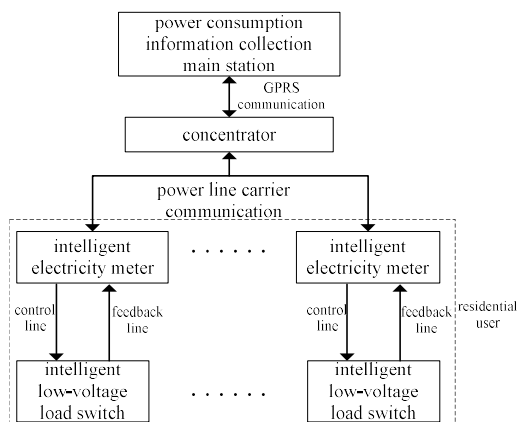 power consumption
information collection
main station
GPRS
communication
concentrator
power line carrier
communication
intelligent
electricity meter
. . . . . .
intelligent
electricity meter
control
line
feedback
line
control
line
feedback
line
residential
user
intelligent
low-voltage
load switch
. . . . . .
intelligent
low-voltage
load switch